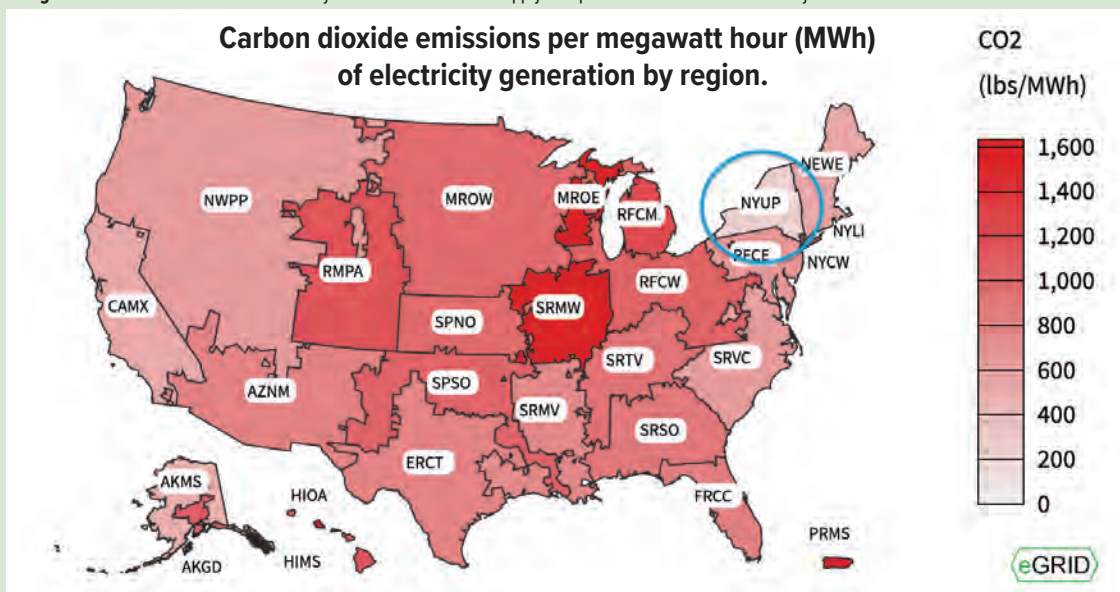 Carbon dioxide emissions per megawatt hour (MWh)
of electricity generation by region.
CO2
(lbs/MWh)
1,600
1,400
1,200
1,000
800
600
400
200
0
NEWE
NWPP
MROW
MROE
RFCM
NYUP
NYLI
RFCE
NYCW
RMPA
RFCW
CAMX
SRMW
SPNO
SRTV
SRVC
AZNM
SPSO
SRMV
SRSO
ERCT
AKMS
HIOA
FRCC
PRMS
AKGD
HIMS
eGRID